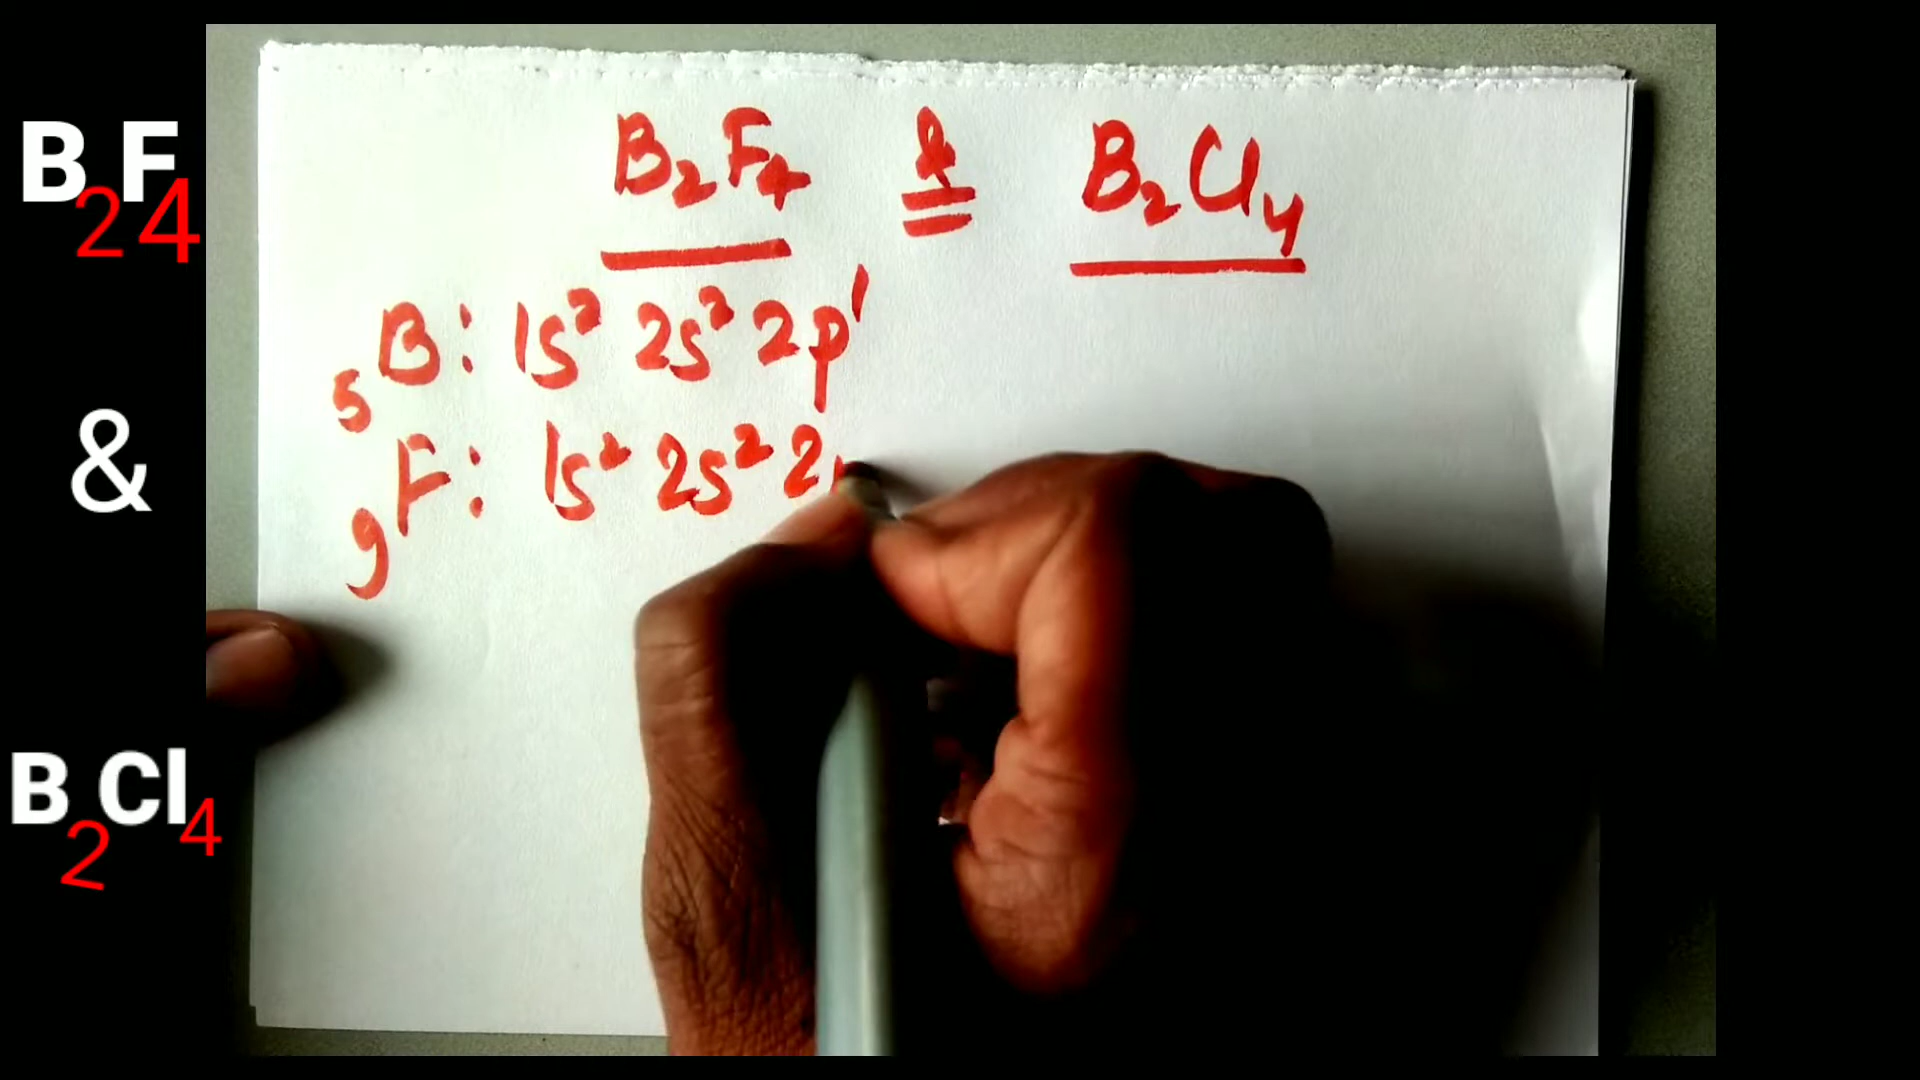 B₂F₄
&
B₂Cl₄
B₂F₄ & B₂Cl₄
₅B: 1s² 2s² 2p¹
₉F: 1s² 2s² 2